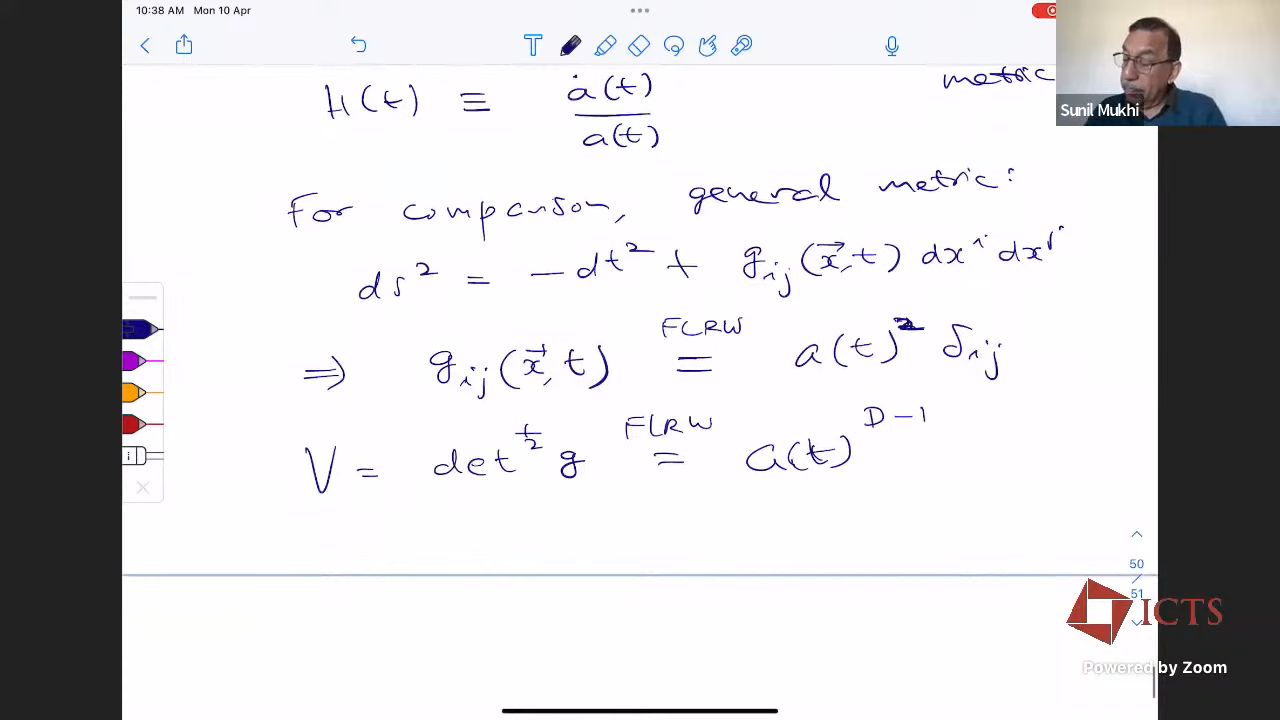 10:38 AM Mon 10 Apr
metric
H(t) ≡ ȧ(t) / a(t)
Sunil Mukhi
For comparison, general metric:
ds² = −dt² + gᵢⱼ(x⃗,t) dxⁱ dxʲ
⇒ gᵢⱼ(x⃗,t) FLRW = a(t)² δᵢⱼ
V = det^½ g FLRW = a(t)^(D−1)
50
51
ICTS
Powered by Zoom